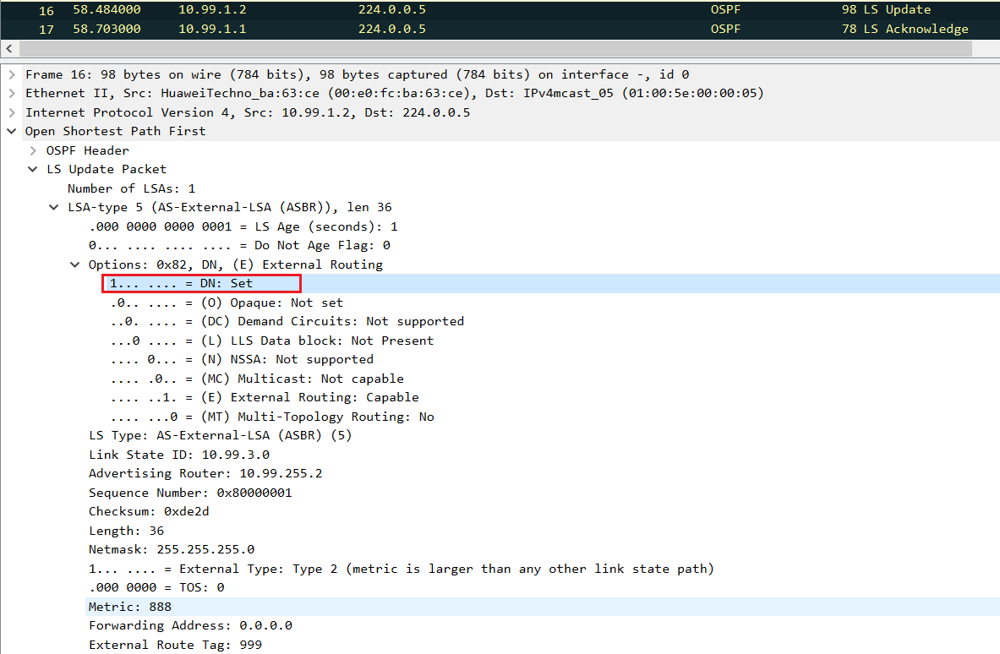 16 58.484000 10.99.1.2 224.0.0.5 OSPF 98 LS Update
17 58.703000 10.99.1.1 224.0.0.5 OSPF 78 LS Acknowledge
Frame 16: 98 bytes on wire (784 bits), 98 bytes captured (784 bits) on interface -, id 0
Ethernet II, Src: HuaweiTechno_ba:63:ce (00:e0:fc:ba:63:ce), Dst: IPv4mcast_05 (01:00:5e:00:00:05)
Internet Protocol Version 4, Src: 10.99.1.2, Dst: 224.0.0.5
Open Shortest Path First
OSPF Header
LS Update Packet
Number of LSAs: 1
LSA-type 5 (AS-External-LSA (ASBR)), len 36
.000 0000 0000 0001 = LS Age (seconds): 1
0... .... .... .... = Do Not Age Flag: 0
Options: 0x82, DN, (E) External Routing
1... .... = DN: Set
.0.. .... = (O) Opaque: Not set
..0. .... = (DC) Demand Circuits: Not supported
...0 .... = (L) LLS Data block: Not Present
.... 0... = (N) NSSA: Not supported
.... .0.. = (MC) Multicast: Not capable
.... ..1. = (E) External Routing: Capable
.... ...0 = (MT) Multi-Topology Routing: No
LS Type: AS-External-LSA (ASBR) (5)
Link State ID: 10.99.3.0
Advertising Router: 10.99.255.2
Sequence Number: 0x80000001
Checksum: 0xde2d
Length: 36
Netmask: 255.255.255.0
1... .... = External Type: Type 2 (metric is larger than any other link state path)
.000 0000 = TOS: 0
Metric: 888
Forwarding Address: 0.0.0.0
External Route Tag: 999